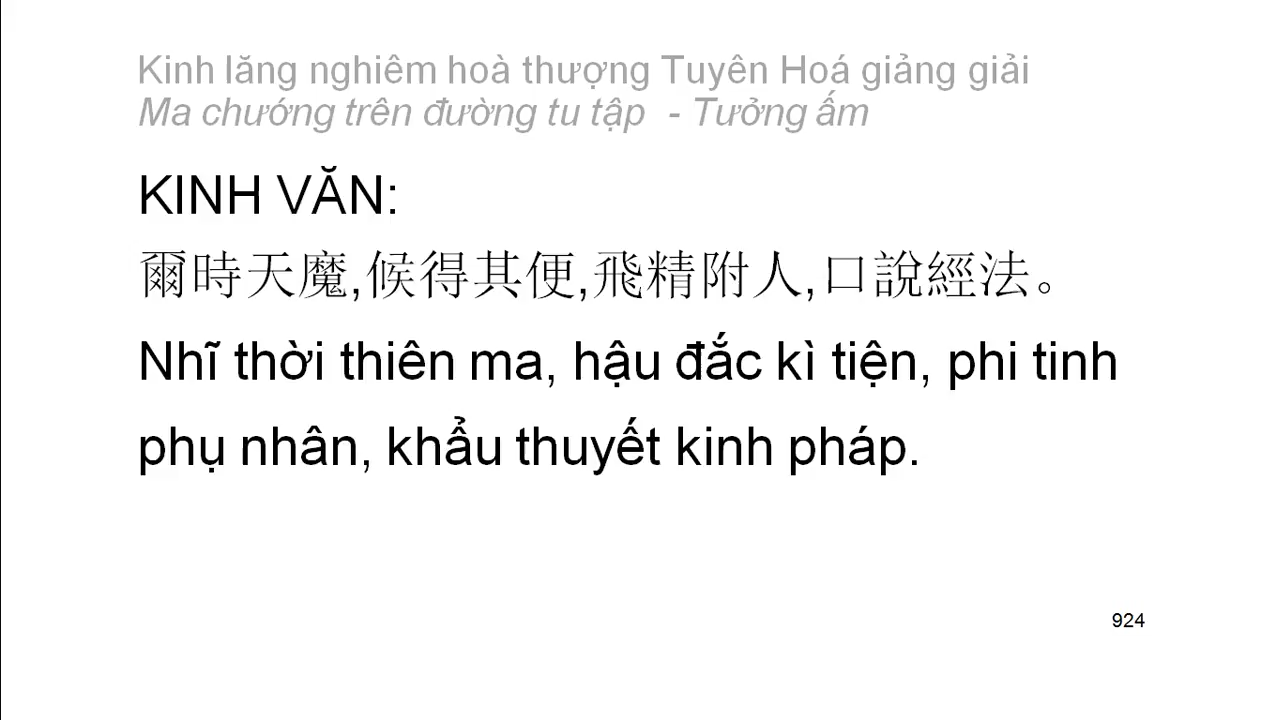 Kinh lăng nghiêm hoà thượng Tuyên Hoá giảng giải
Ma chướng trên đường tu tập - Tưởng ấm
KINH VĂN:
爾時天魔,候得其便,飛精附人,口說經法。
Nhĩ thời thiên ma, hậu đắc kì tiện, phi tinh
phụ nhân, khẩu thuyết kinh pháp.
924